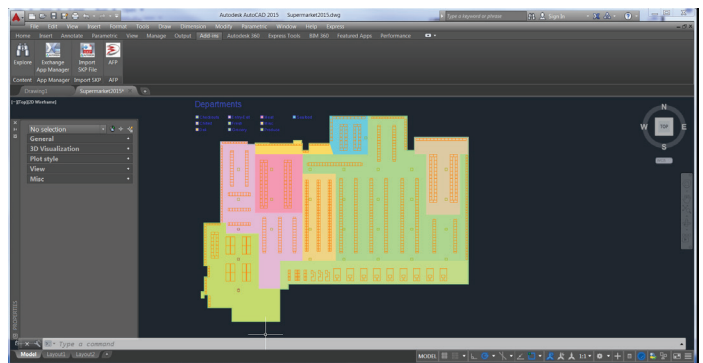 Autodesk AutoCAD 2015 Supermarket2015.dwg
Type a keyword or phrase
Sign In
File Edit View Insert Format Tools Draw Dimension Modify Parametric Window Help Express
Home Insert Annotate Parametric View Manage Output Add-ins Autodesk 360 Express Tools BIM 360 Featured Apps Performance
Explore Exchange App Manager Import SKP File AFP
Content App Manager Import SKP AFP
Drawing1 Supermarket2015*
[-][Top][2D Wireframe]
Departments
No selection
General
3D Visualization
Plot style
View
Misc
N
W TOP E
S
PROPERTIES
Type a command
Model Layout1 Layout2 +
MODEL 1:1